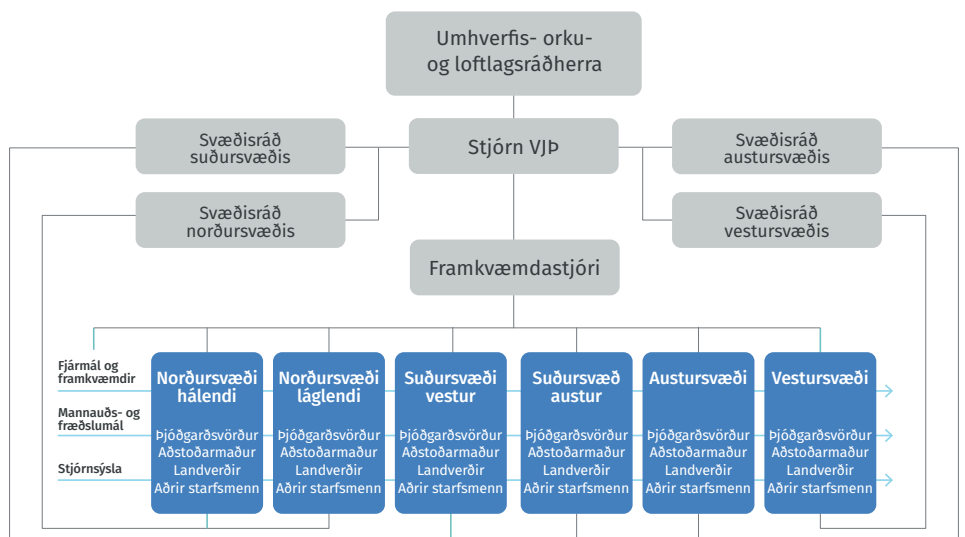 Umhverfis- orku-
og loftlagsráðherra
Svæðisráð
suðursvæðis
Stjórn VJÞ
Svæðisráð
austursvæðis
Svæðisráð
norðursvæðis
Svæðisráð
vestursvæðis
Framkvæmdastjóri
Fjármál og
framkvæmdir
Mannauðs- og
fræðslumál
Stjórnsýsla
Norðursvæði
hálendi
Þjóðgarðsvörður
Aðstoðarmaður
Landverðir
Aðrir starfsmenn
Norðursvæði
láglendi
Þjóðgarðsvörður
Aðstoðarmaður
Landverðir
Aðrir starfsmenn
Suðursvæði
vestur
Þjóðgarðsvörður
Aðstoðarmaður
Landverðir
Aðrir starfsmenn
Suðursvæð
austur
Þjóðgarðsvörður
Aðstoðarmaður
Landverðir
Aðrir starfsmenn
Austursvæði
Þjóðgarðsvörður
Aðstoðarmaður
Landverðir
Aðrir starfsmenn
Vestursvæði
Þjóðgarðsvörður
Aðstoðarmaður
Landverðir
Aðrir starfsmenn